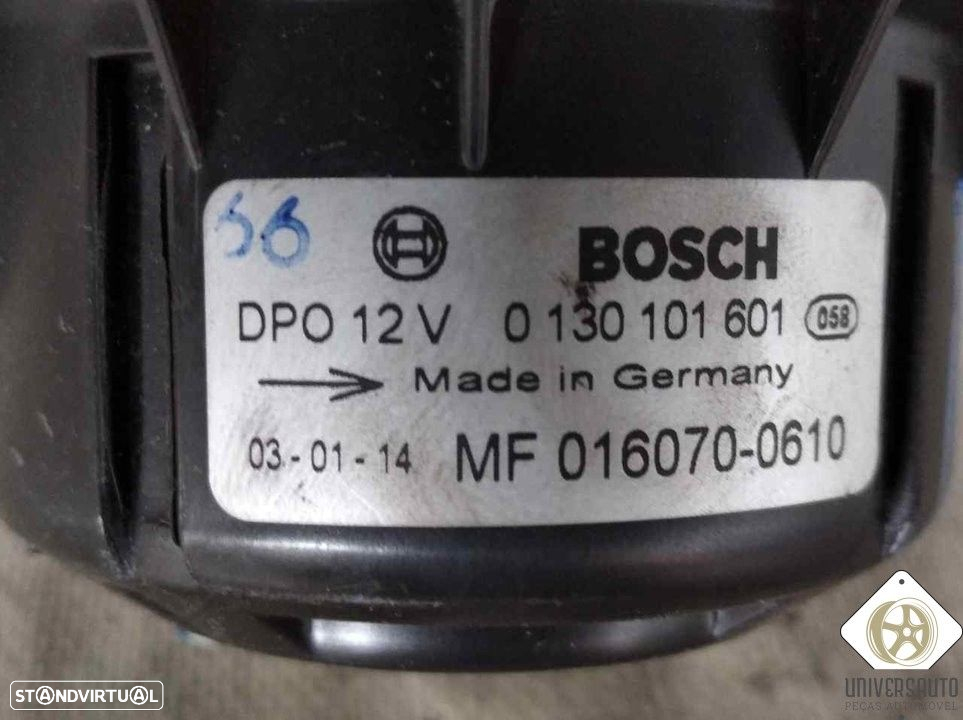 66
BOSCH
DPO 12 V 0 130 101 601 058
Made in Germany
03-01-14 MF 016070-0610
STANDVIRTUAL
UNIVERSAUTO
PEÇAS AUTOMÓVEL